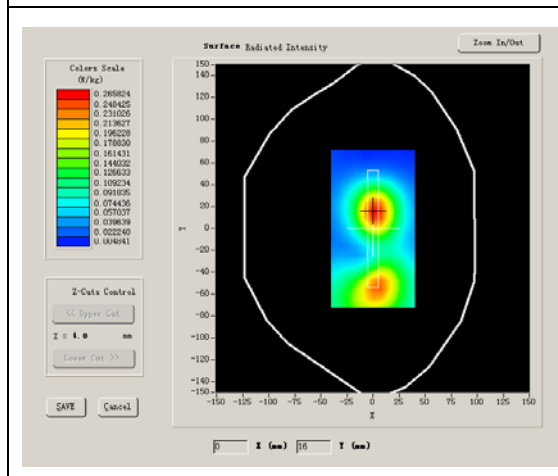 Surface Radiated Intensity
Zoom In/Out
Colors Scale
(W/kg)
0.265824
0.248425
0.231026
0.213627
0.196228
0.178830
0.161431
0.144032
0.126633
0.109234
0.091835
0.074436
0.057037
0.039639
0.022240
0.004841
150
140
120
100
80
60
40
20
0
-20
-40
-60
-80
-100
-120
-140
-150
Y
-150 -125 -100 -75 -50 -25 0 25 50 75 100 125 150
X
Z-Cuts Control
<< Upper Cut
Z = 4.0 mm
Lower Cut >>
SAVE
Cancel
0 X (mm) 16 Y (mm)